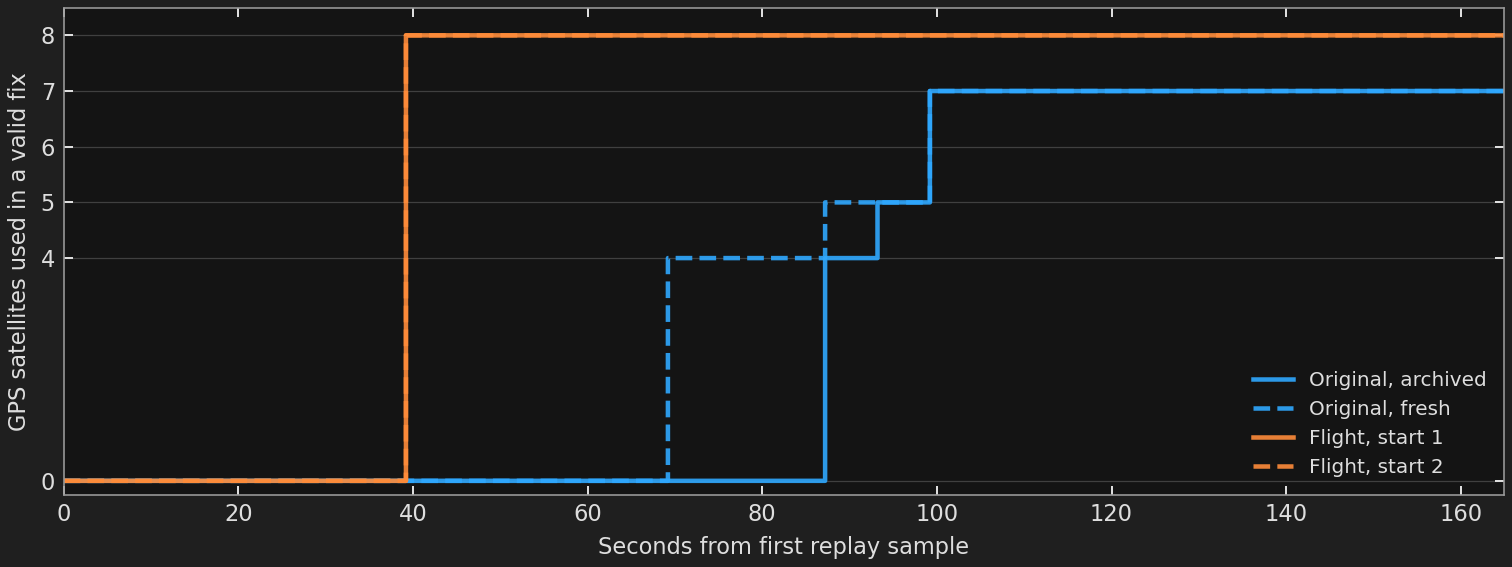 GPS satellites used in a valid fix
8
7
6
5
4
0
0 20 40 60 80 100 120 140 160
Seconds from first replay sample
Original, archived
Original, fresh
Flight, start 1
Flight, start 2